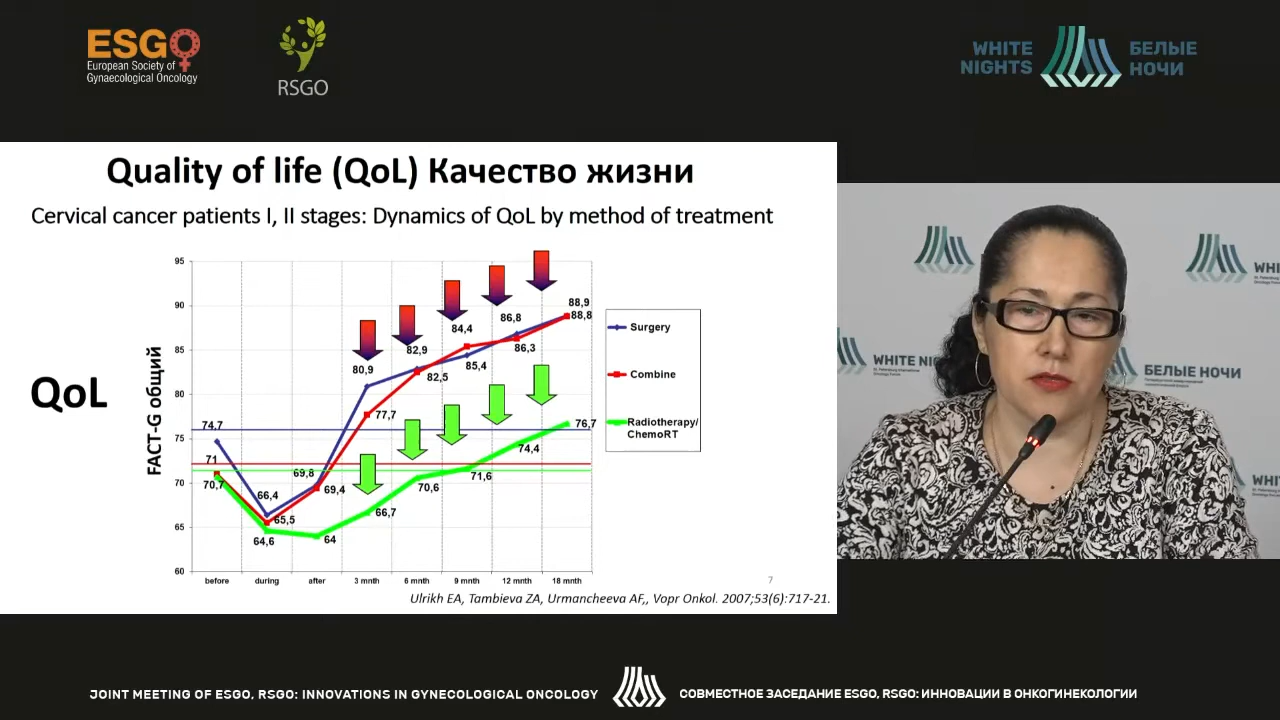 ESGO
European Society of
Gynaecological Oncology
RSGO
WHITE
NIGHTS
БЕЛЫЕ
НОЧИ
Quality of life (QoL) Качество жизни
Cervical cancer patients I, II stages: Dynamics of QoL by method of treatment
QoL
FACT-G общий
95
90
85
80
75
70
65
60
74,7
71
70,7
66,4
65,5
64,6
69,8
69,4
64
80,9
77,7
66,7
82,9
82,5
70,6
84,4
85,4
71,6
86,8
86,3
74,4
88,9
88,8
76,7
before
during
after
3 mnth
6 mnth
9 mnth
12 mnth
18 mnth
Surgery
Combine
Radiotherapy/
ChemoRT
7
Ulrikh EA, Tambieva ZA, Urmancheeva AF,, Vopr Onkol. 2007;53(6):717-21.
WHITE NIG
БЕЛЫЕ НОЧИ
JOINT MEETING OF ESGO, RSGO: INNOVATIONS IN GYNECOLOGICAL ONCOLOGY
СОВМЕСТНОЕ ЗАСЕДАНИЕ ESGO, RSGO: ИННОВАЦИИ В ОНКОГИНЕКОЛОГИИ